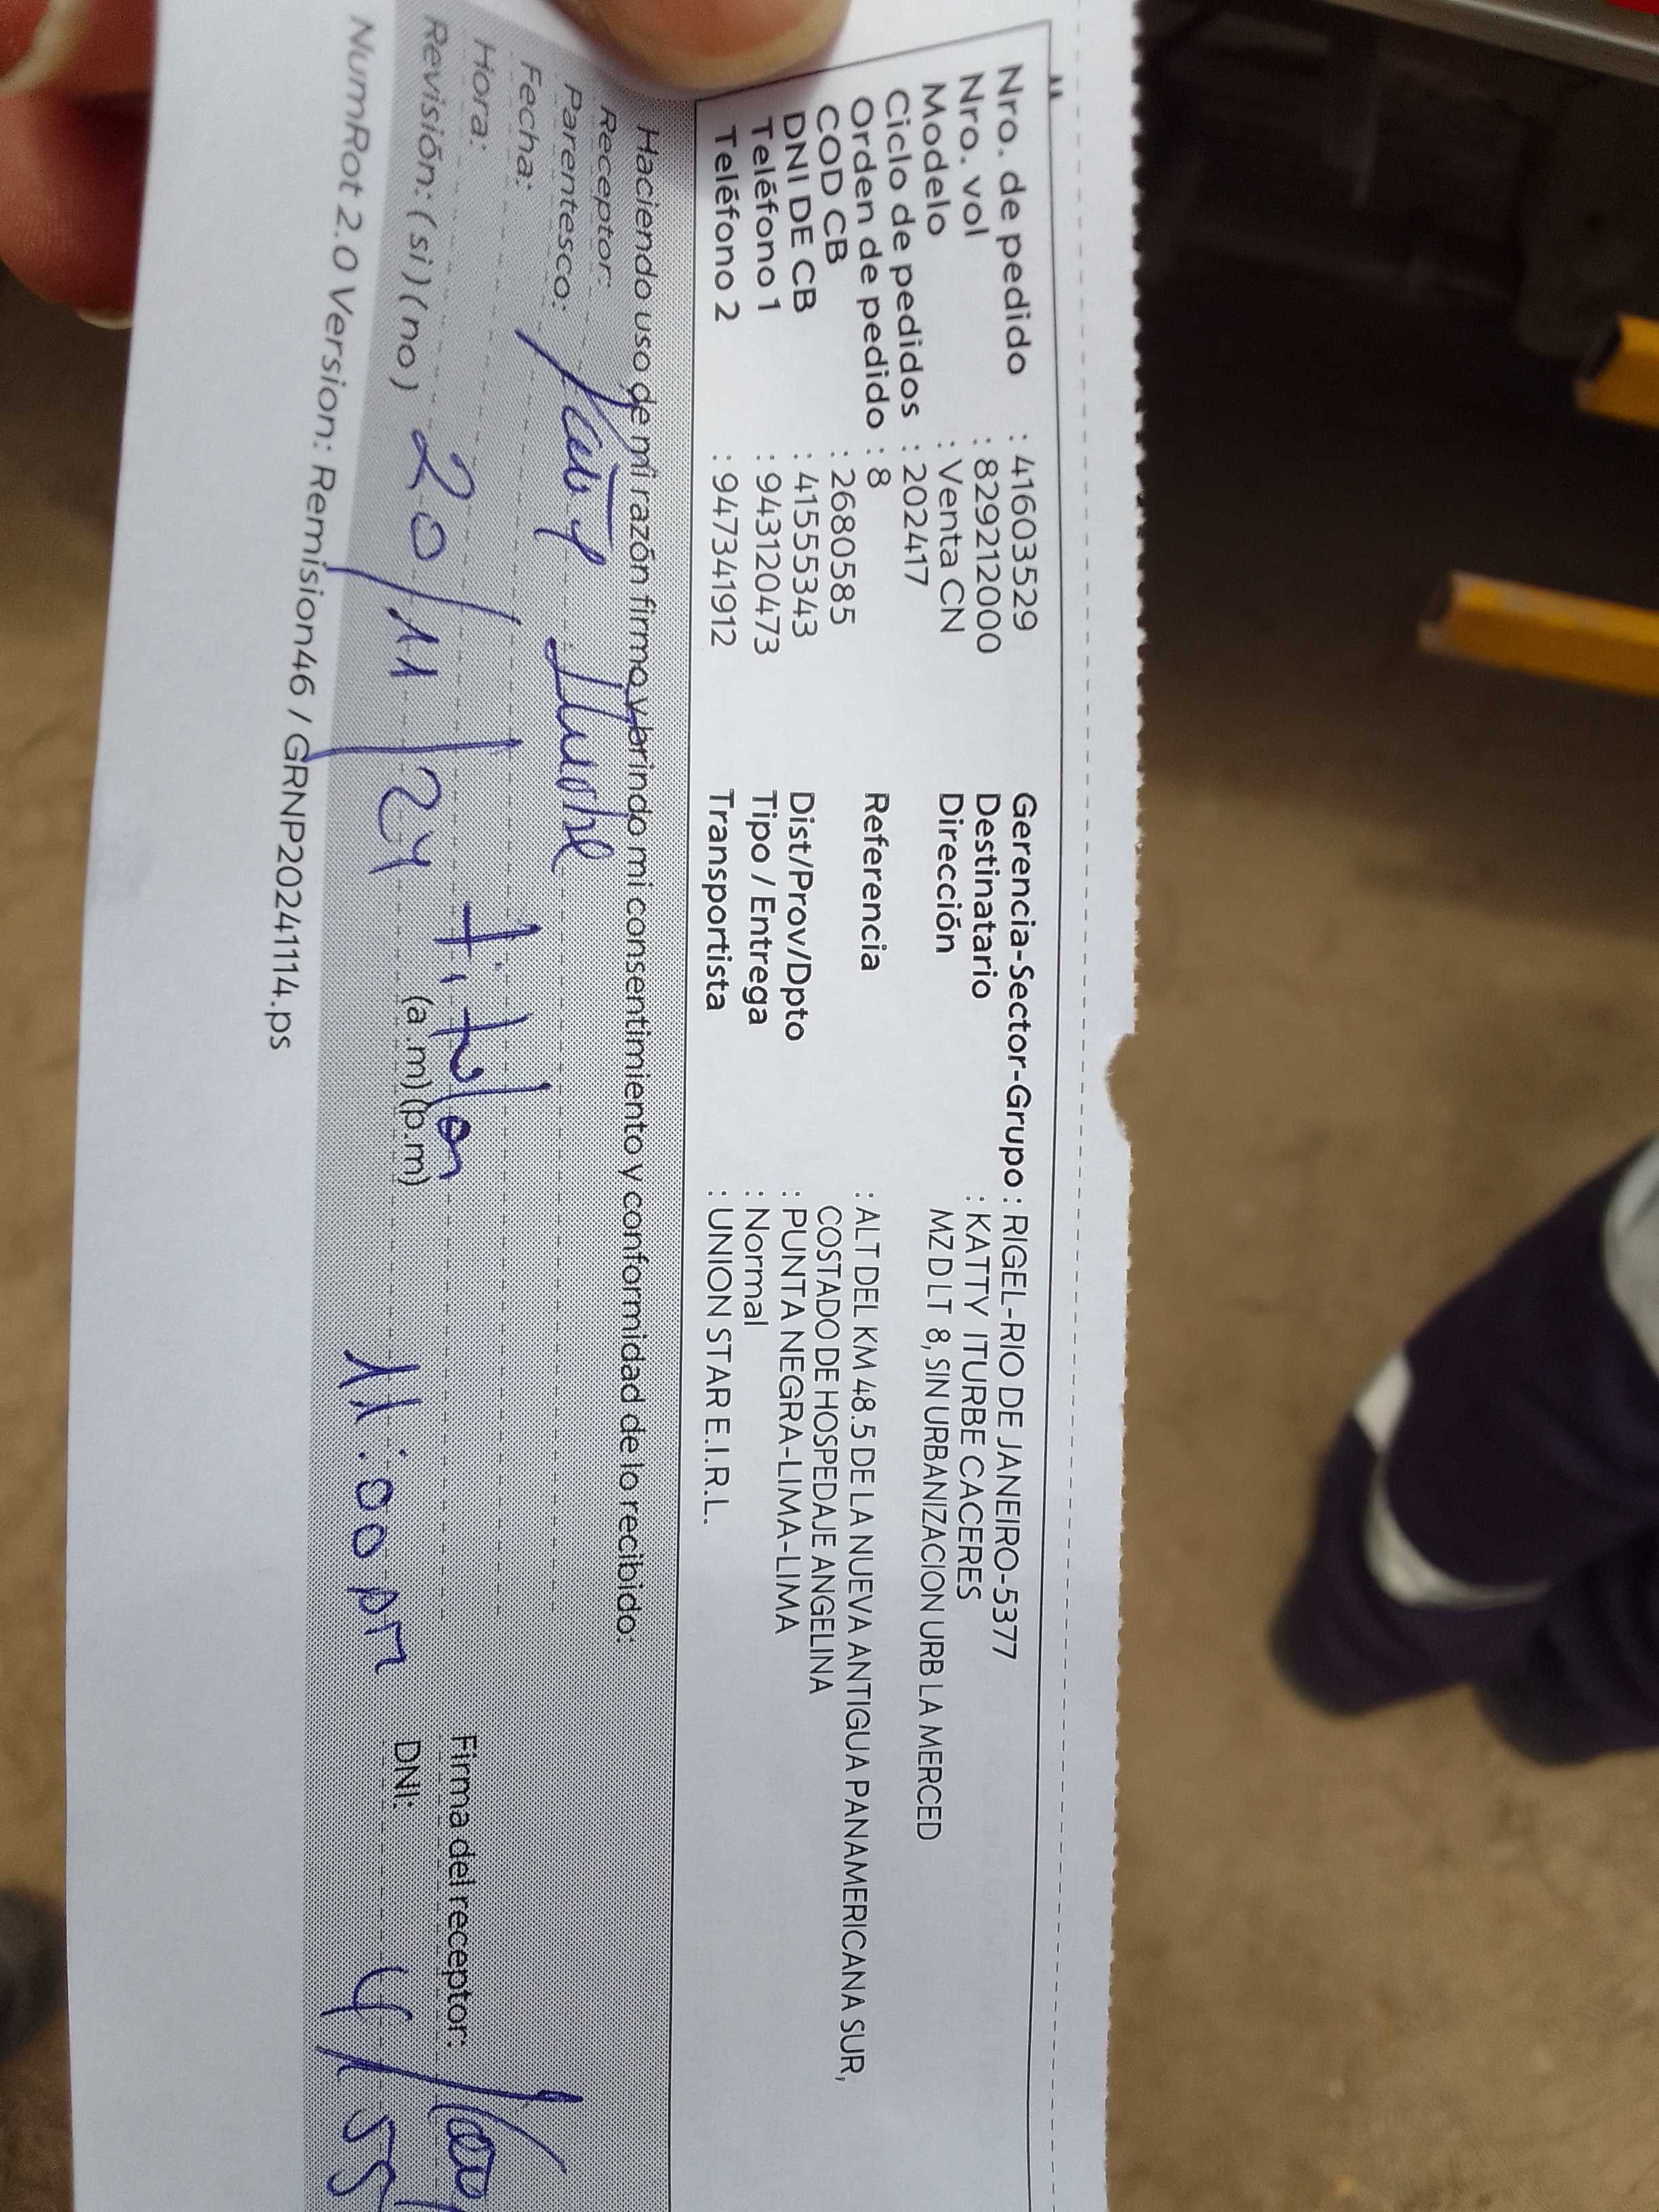 Nro. de pedido : 41603529 Gerencia-Sector-Grupo : RIGEL-RIO DE JANEIRO-5377
Nro. vol : 829212000 Destinatario : KATTY ITURBE CACERES
Modelo : Venta CN Dirección MZ D LT 8, SIN URBANIZACION URB LA MERCED
Ciclo de pedidos : 202417
Orden de pedido : 8 Referencia : ALT DEL KM 48.5 DE LA NUEVA ANTIGUA PANAMERICANA SUR,
COD CB : 2680585 COSTADO DE HOSPEDAJE ANGELINA
DNI DE CB : 41555343 Dist/Prov/Dpto : PUNTA NEGRA-LIMA-LIMA
Teléfono 1 : 943120473 Tipo / Entrega : Normal
Teléfono 2 : 947341912 Transportista : UNION STAR E.I.R.L.
Haciendo uso de mi razón firmo y brindo mi consentimiento y conformidad de lo recibido:
Receptor:
Parentesco:
Fecha: titular
Hora: 20/11/24 Firma del receptor:
Revisión: (si) (no) (a.m) (p.m) 11:00 pm DNI: 4155
NumRot 2.0 Version: Remision46 / GRNP20241114.ps